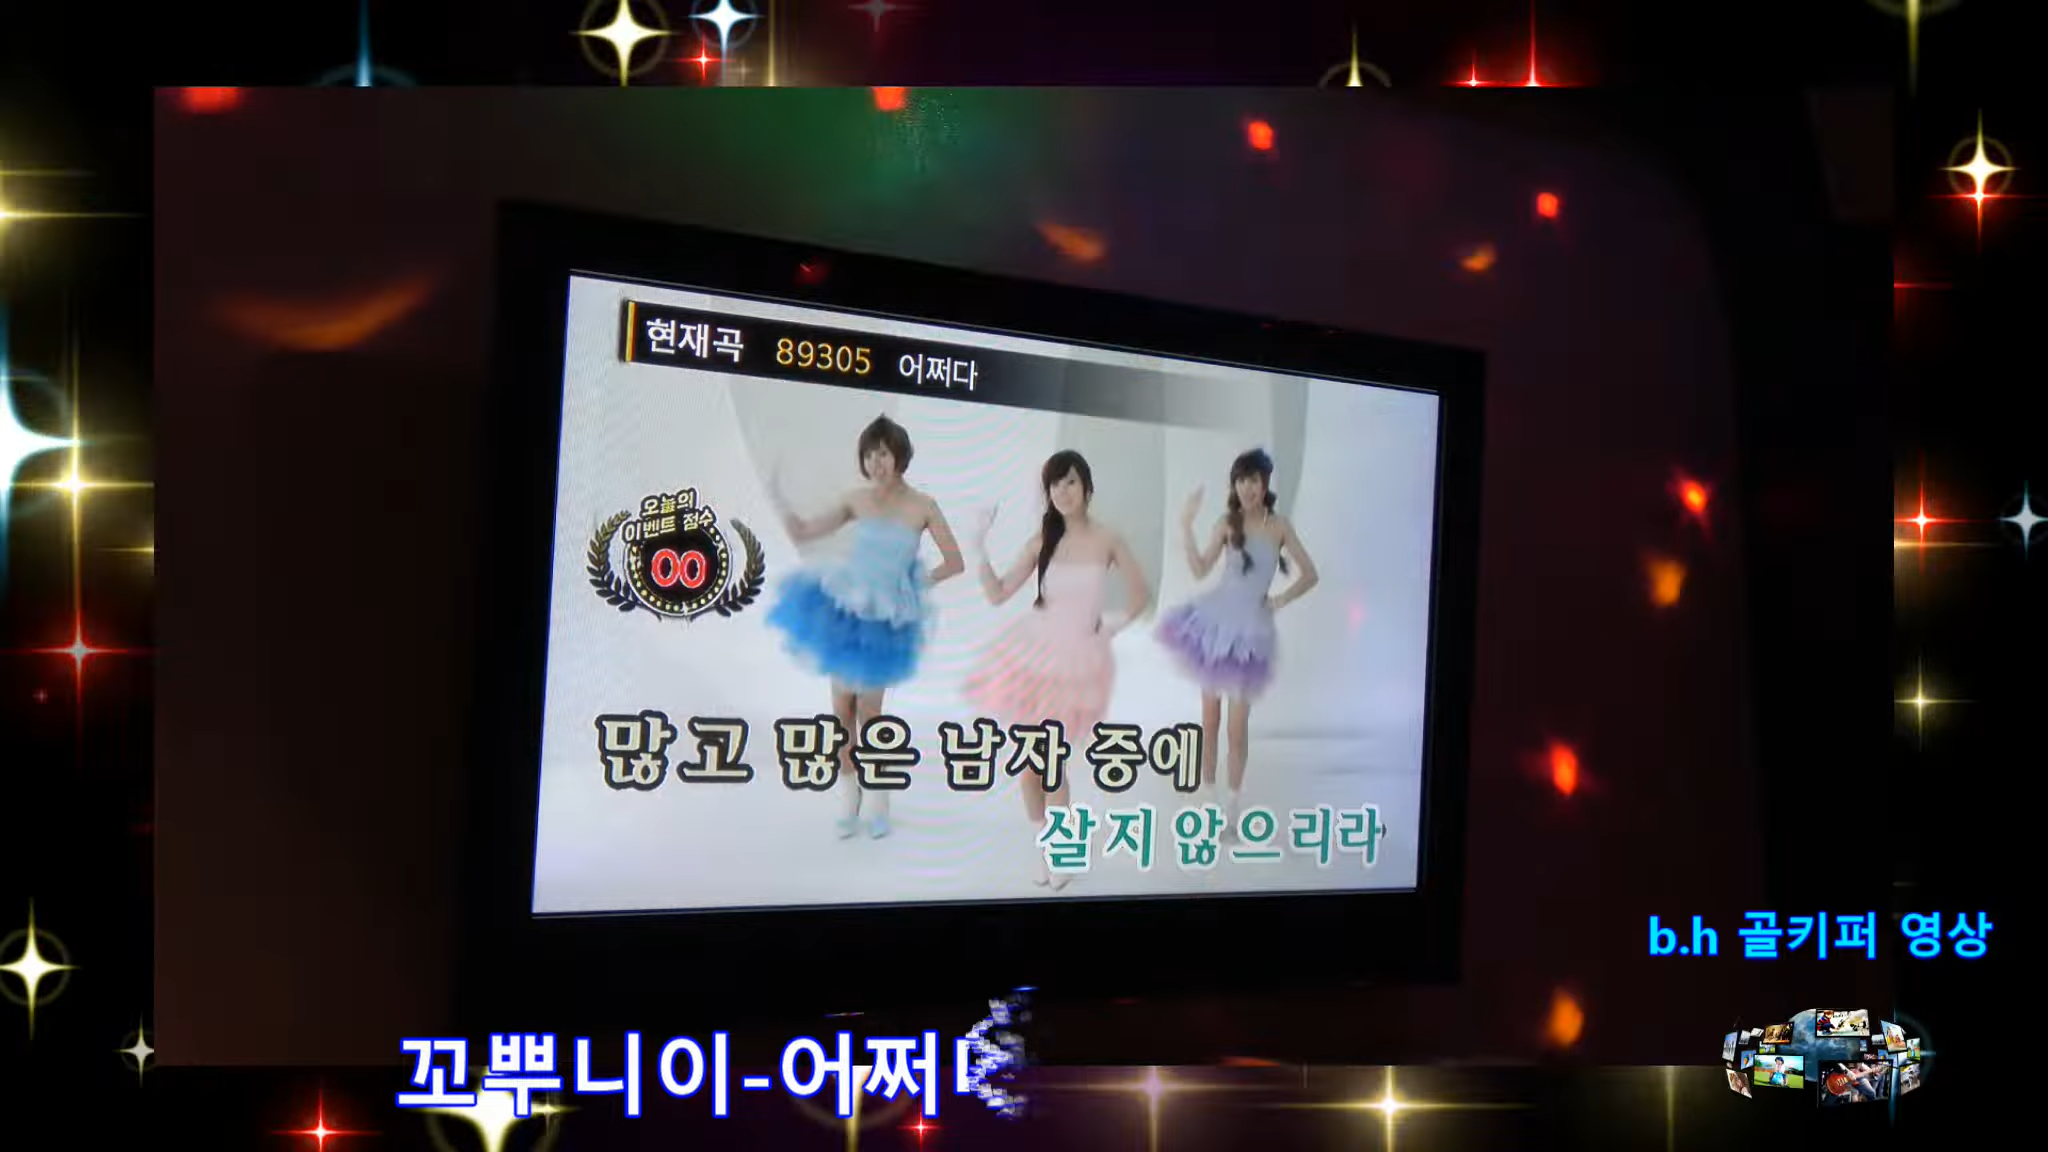 현재곡 89305 어쩌다
오늘의
이벤트 점수
00
많고 많은 남자 중에
살지 않으리라
b.h 골키퍼 영상
꼬뿌니이-어쩌